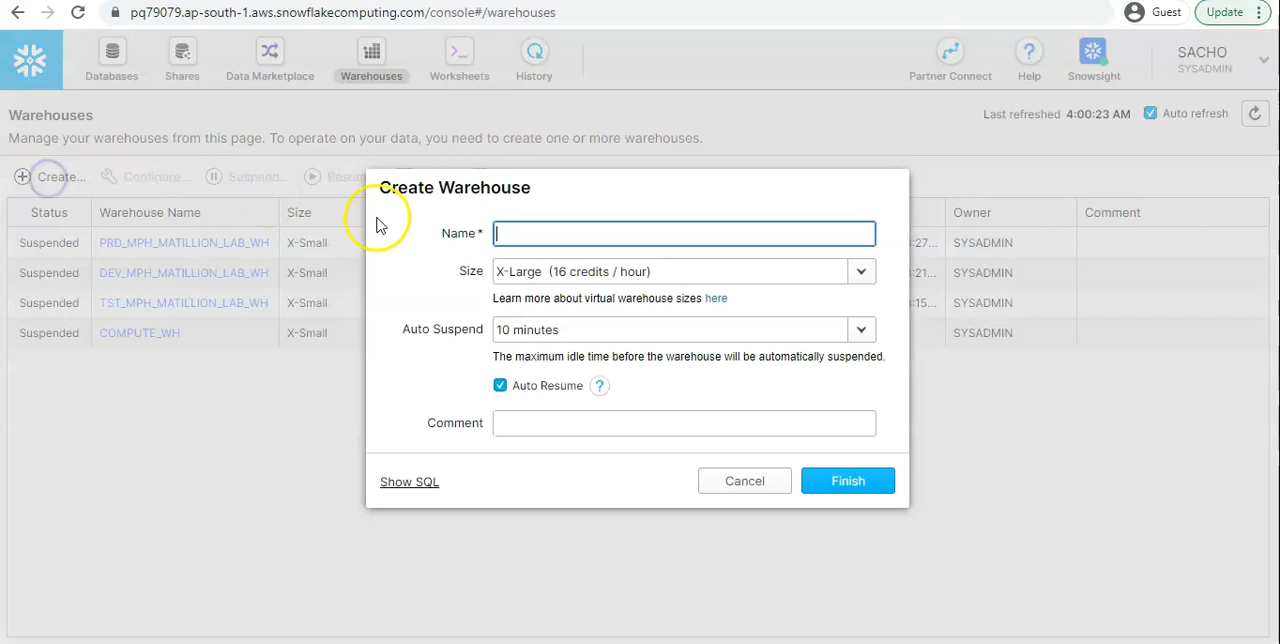 pq79079.ap-south-1.aws.snowflakecomputing.com/console#/warehouses
Guest
Update
Databases
Shares
Data Marketplace
Warehouses
Worksheets
History
Partner Connect
Help
Snowsight
SACHO
SYSADMIN
Warehouses
Last refreshed 4:00:23 AM
Auto refresh
Manage your warehouses from this page. To operate on your data, you need to create one or more warehouses.
Create...
Configure...
Suspend...
Status
Warehouse Name
Size
Owner
Comment
Suspended
PRD_MPH_MATILLION_LAB_WH
X-Small
:27...
SYSADMIN
Suspended
DEV_MPH_MATILLION_LAB_WH
X-Small
SYSADMIN
Suspended
TST_MPH_MATILLION_LAB_WH
X-Small
:15...
SYSADMIN
Suspended
COMPUTE_WH
X-Small
SYSADMIN
Create Warehouse
Name *
Size
X-Large (16 credits / hour)
Learn more about virtual warehouse sizes here
Auto Suspend
10 minutes
The maximum idle time before the warehouse will be automatically suspended.
Auto Resume ?
Comment
Show SQL
Cancel
Finish